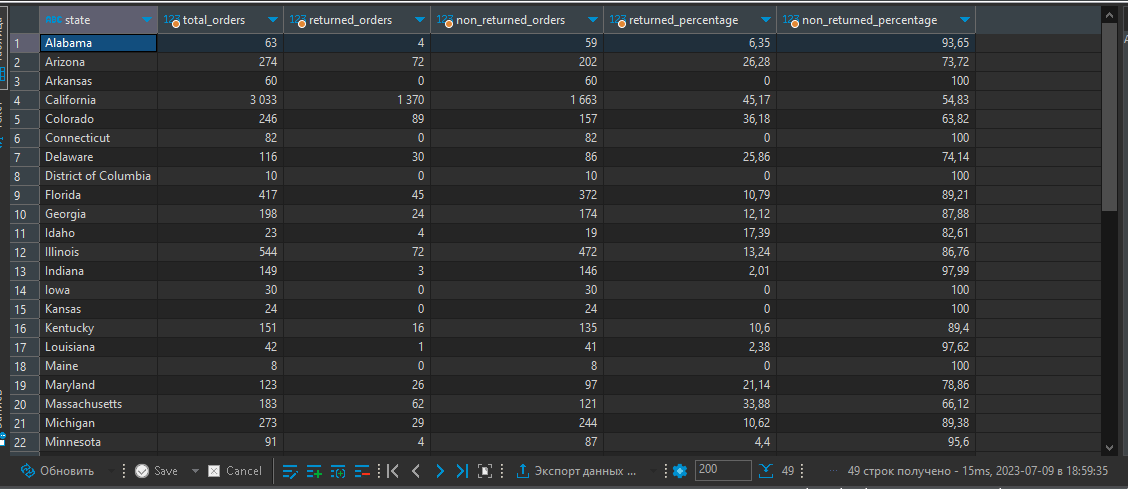 ABC state 123 total_orders 123 returned_orders 123 non_returned_orders 123 returned_percentage 123 non_returned_percentage
1 Alabama 63 4 59 6,35 93,65
2 Arizona 274 72 202 26,28 73,72
3 Arkansas 60 0 60 0 100
4 California 3 033 1 370 1 663 45,17 54,83
5 Colorado 246 89 157 36,18 63,82
6 Connecticut 82 0 82 0 100
7 Delaware 116 30 86 25,86 74,14
8 District of Columbia 10 0 10 0 100
9 Florida 417 45 372 10,79 89,21
10 Georgia 198 24 174 12,12 87,88
11 Idaho 23 4 19 17,39 82,61
12 Illinois 544 72 472 13,24 86,76
13 Indiana 149 3 146 2,01 97,99
14 Iowa 30 0 30 0 100
15 Kansas 24 0 24 0 100
16 Kentucky 151 16 135 10,6 89,4
17 Louisiana 42 1 41 2,38 97,62
18 Maine 8 0 8 0 100
19 Maryland 123 26 97 21,14 78,86
20 Massachusetts 183 62 121 33,88 66,12
21 Michigan 273 29 244 10,62 89,38
22 Minnesota 91 4 87 4,4 95,6
Обновить Save Cancel Экспорт данных ... 200 49 49 строк получено - 15ms, 2023-07-09 в 18:59:35